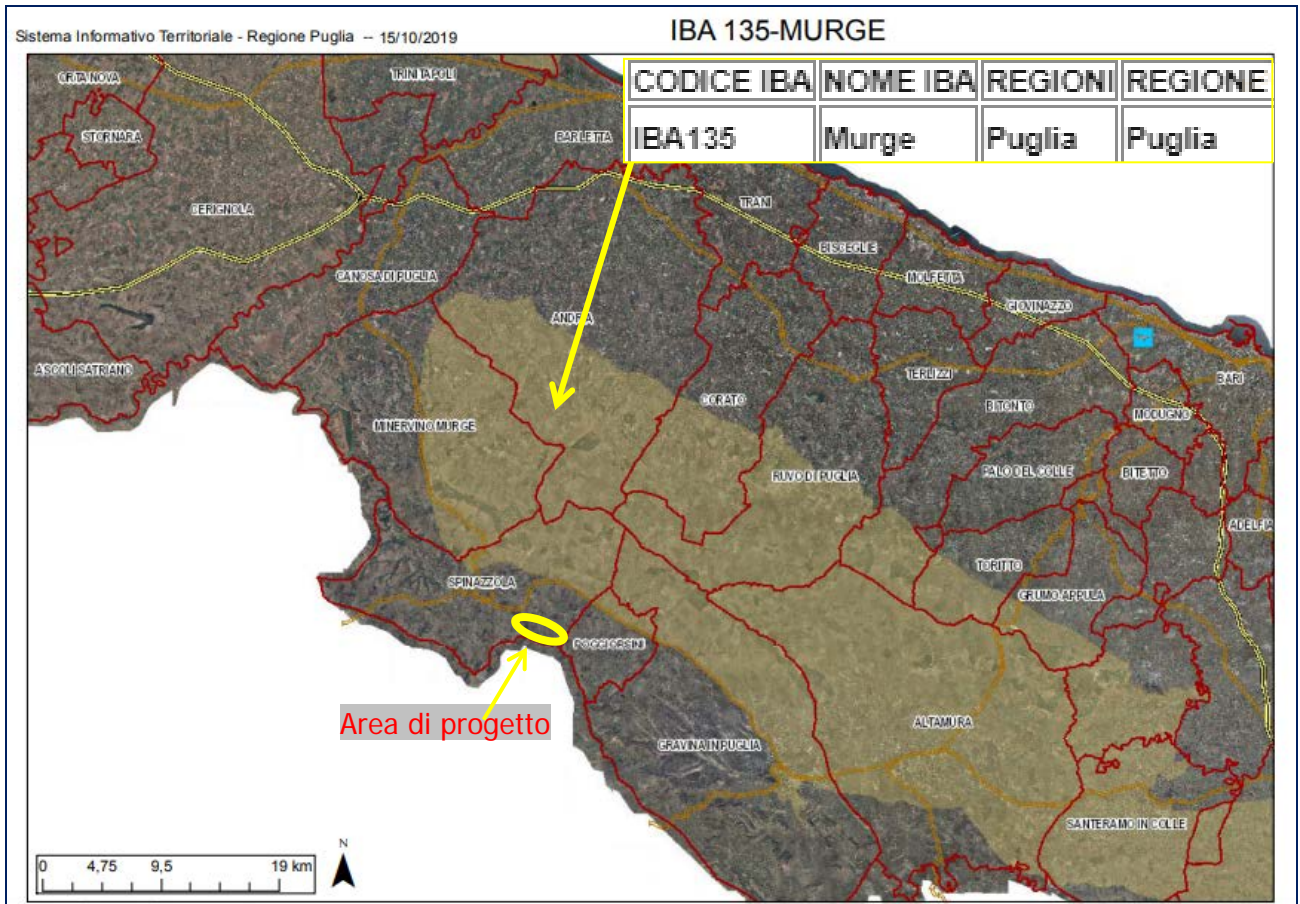 IBA 135-MURGE
Sistema Informativo Territoriale - Regione Puglia -- 15/10/2019
CODICE IBA NOME IBA REGIONI REGIONE
IBA135 Murge Puglia Puglia
ORTA NOVA
TRINITAPOLI
STORNARA
BARLETTA
CERIGNOLA
TRANI
BISCEGLIE
CANOSA DI PUGLIA
MOLFETTA
GIOVINAZZO
ANDRIA
ASCOLI SATRIANO
TERLIZZI
BARI
CORATO
BITONTO
MODUGNO
MINERVINO MURGE
RUVO DI PUGLIA
PALO DEL COLLE
BITETTO
ADELFIA
TORITTO
SPINAZZOLA
GRUMO APPULA
POGGIORSINI
Area di progetto
ALTAMURA
GRAVINA IN PUGLIA
SANTERAMO IN COLLE
N
0 4,75 9,5 19 km